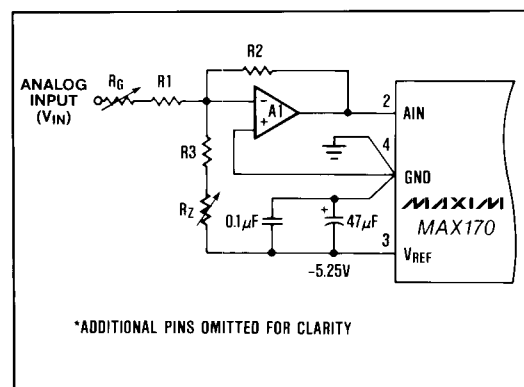 R2
RG
R1
ANALOG
INPUT
(VIN)
-
A1
+
2
AIN
R3
4
GND
MAXIM
MAX170
RZ
0.1µF
+
47µF
3
VREF
-5.25V
*ADDITIONAL PINS OMITTED FOR CLARITY